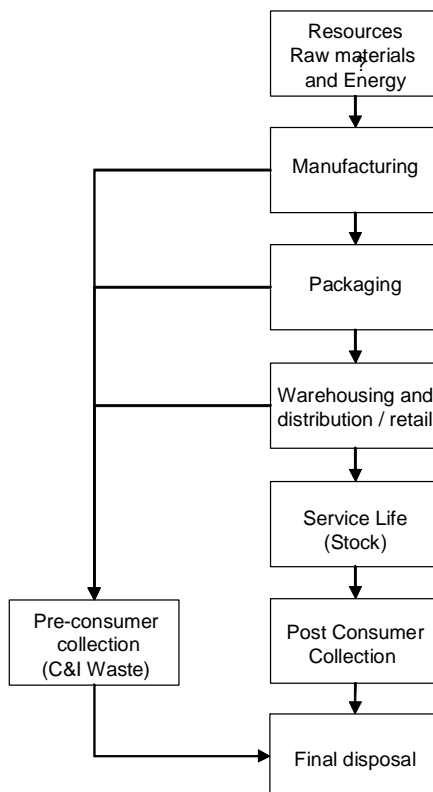 Resources
Raw materials
?
and Energy
Manufacturing
Packaging
Warehousing and
distribution / retail
Service Life
(Stock)
Pre-consumer
collection
(C&I Waste)
Post Consumer
Collection
Final disposal